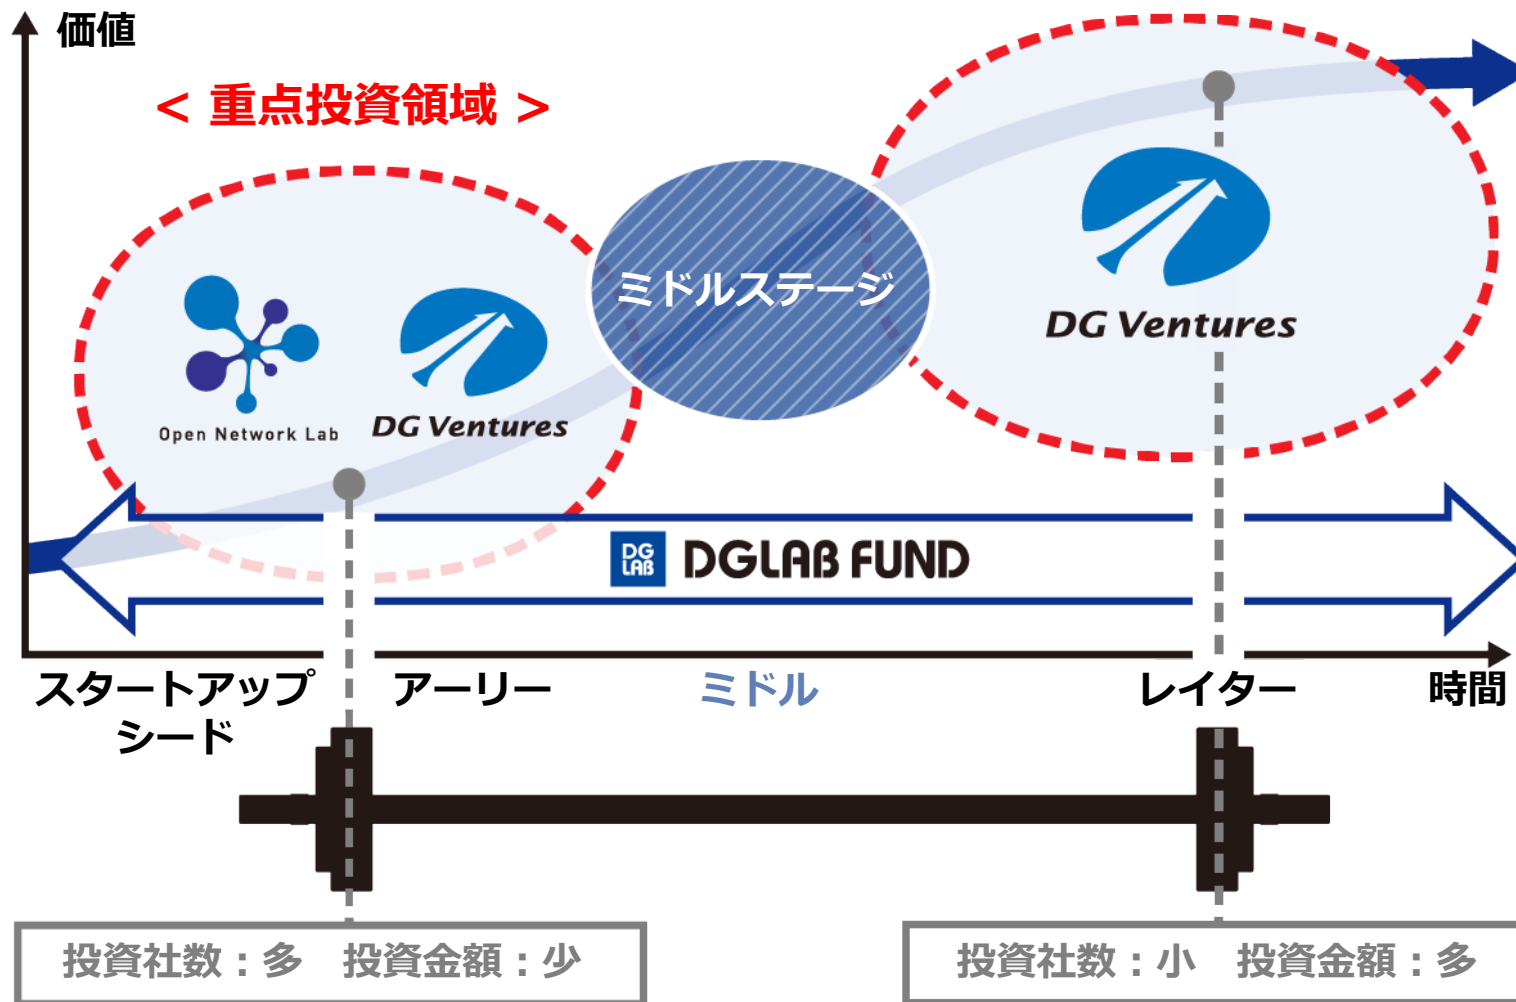 価値
< 重点投資領域 >
ミドルステージ
DG Ventures
Open Network Lab
DG Ventures
DG
LAB
DGLAB FUND
スタートアップ
シード
アーリー
ミドル
レイター
時間
投資社数：多　投資金額：少
投資社数：小　投資金額：多